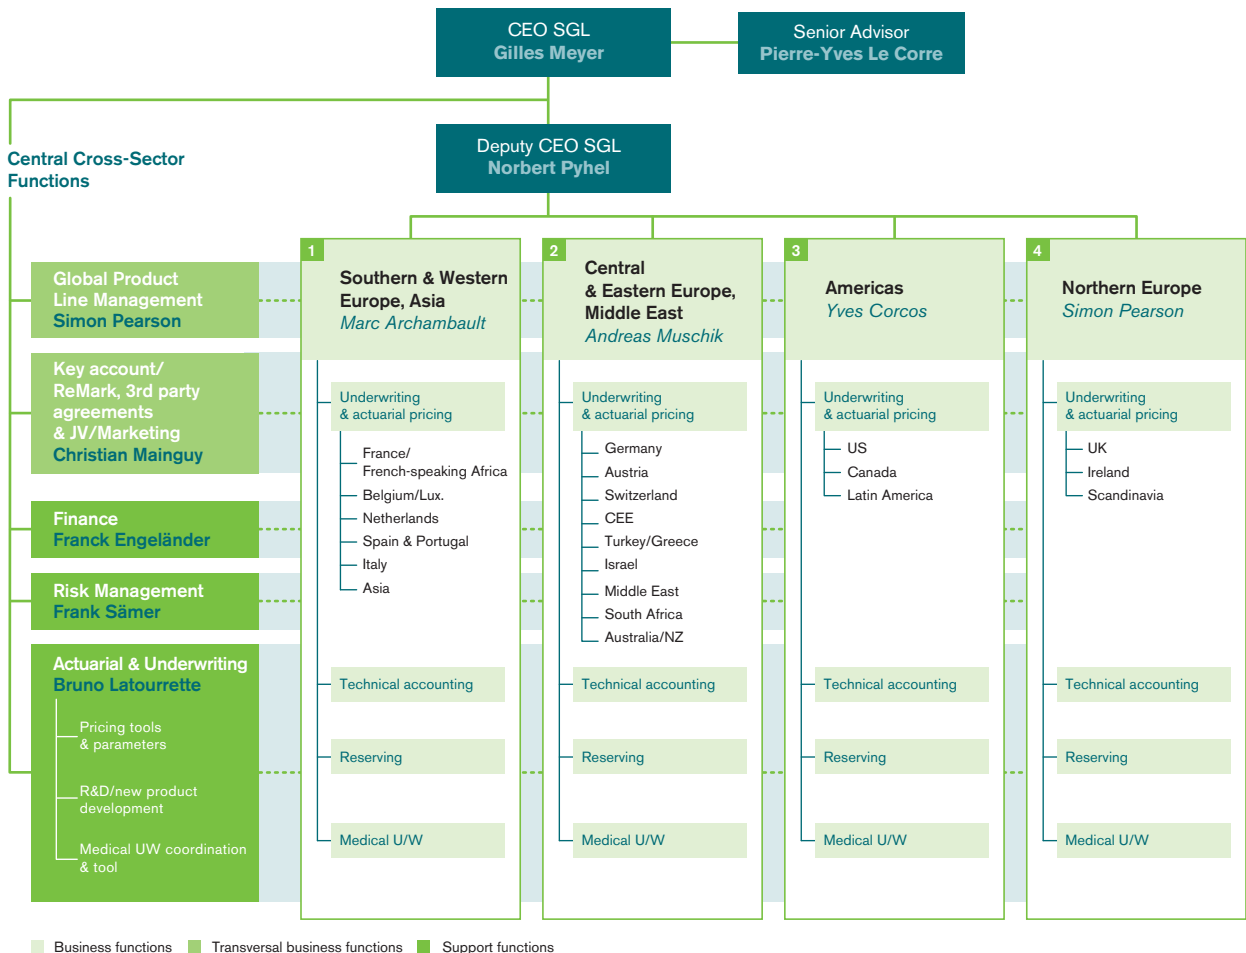 CEO SGL
Gilles Meyer
Senior Advisor
Pierre-Yves Le Corre
Deputy CEO SGL
Norbert Pyhel
Central Cross-Sector
Functions
Global Product
Line Management
Simon Pearson
Key account/
ReMark, 3rd party
agreements
& JV/Marketing
Christian Mainguy
Finance
Franck Engeländer
Risk Management
Frank Sämer
Actuarial & Underwriting
Bruno Latourrette
Pricing tools
& parameters
R&D/new product
development
Medical UW coordination
& tool
1
Southern & Western
Europe, Asia
Marc Archambault
Underwriting
& actuarial pricing
France/
French-speaking Africa
Belgium/Lux.
Netherlands
Spain & Portugal
Italy
Asia
Technical accounting
Reserving
Medical U/W
2
Central
& Eastern Europe,
Middle East
Andreas Muschik
Underwriting
& actuarial pricing
Germany
Austria
Switzerland
CEE
Turkey/Greece
Israel
Middle East
South Africa
Australia/NZ
Technical accounting
Reserving
Medical U/W
3
Americas
Yves Corcos
Underwriting
& actuarial pricing
US
Canada
Latin America
Technical accounting
Reserving
Medical U/W
4
Northern Europe
Simon Pearson
Underwriting
& actuarial pricing
UK
Ireland
Scandinavia
Technical accounting
Reserving
Medical U/W
Business functions
Transversal business functions
Support functions